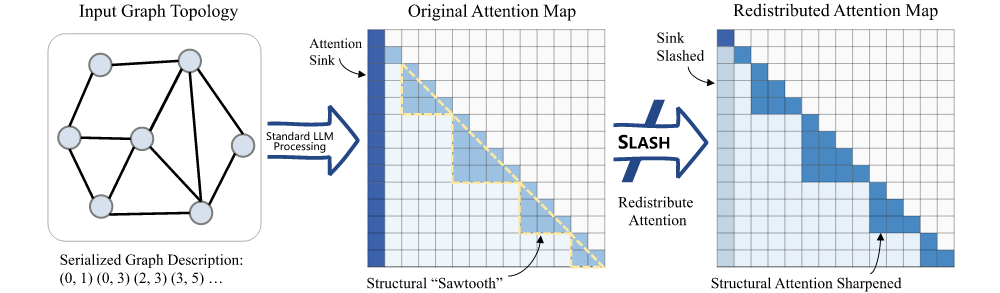 Input Graph Topology
Serialized Graph Description:
(0, 1) (0, 3) (2, 3) (3, 5) …
Standard LLM
Processing
Original Attention Map
Attention
Sink
Structural “Sawtooth”
SLASH
Redistribute
Attention
Redistributed Attention Map
Sink
Slashed
Structural Attention Sharpened